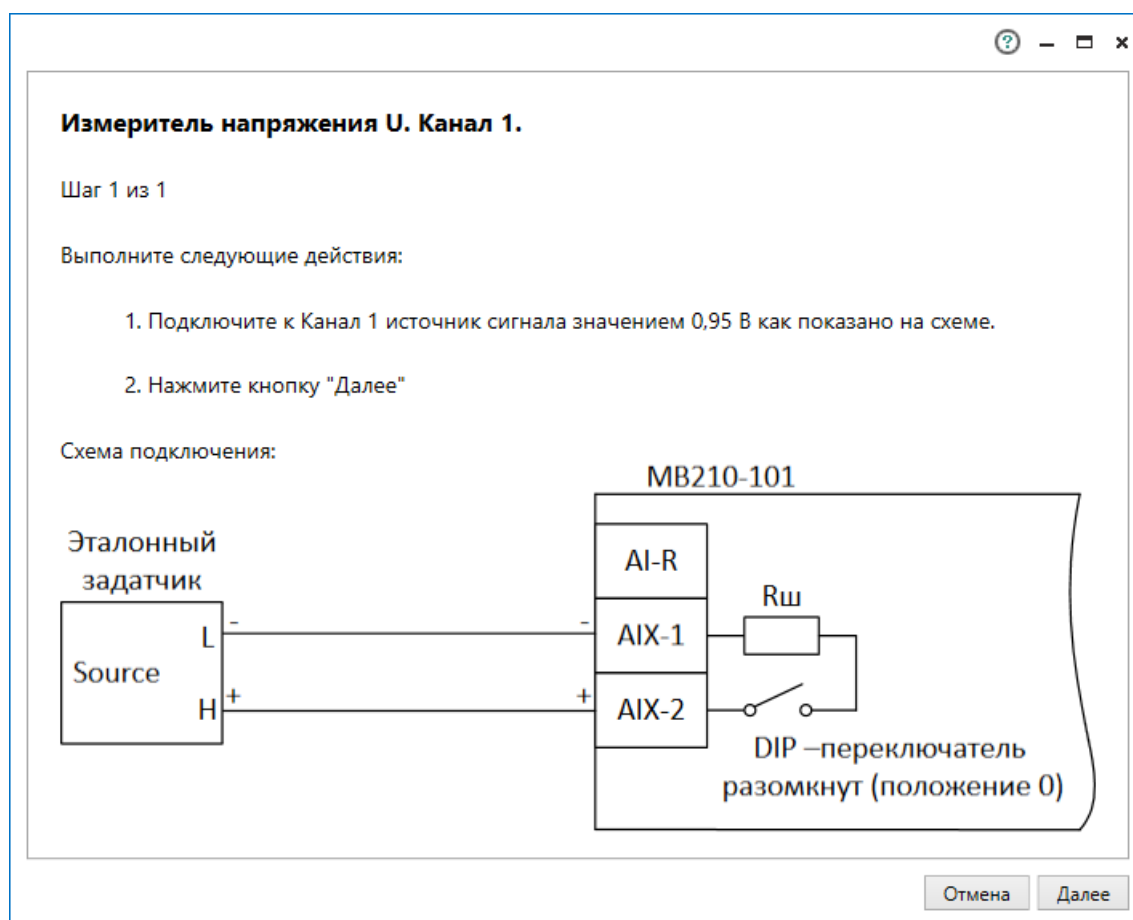 Измеритель напряжения U. Канал 1.
Шаг 1 из 1
Выполните следующие действия:
1. Подключите к Канал 1 источник сигнала значением 0,95 В как показано на схеме.
2. Нажмите кнопку "Далее"
Схема подключения:
МВ210-101
Эталонный
задатчик
Source
L
-
-
H
+
+
AI-R
AIX-1
AIX-2
Rш
DIP –переключатель
разомкнут (положение 0)
Отмена
Далее